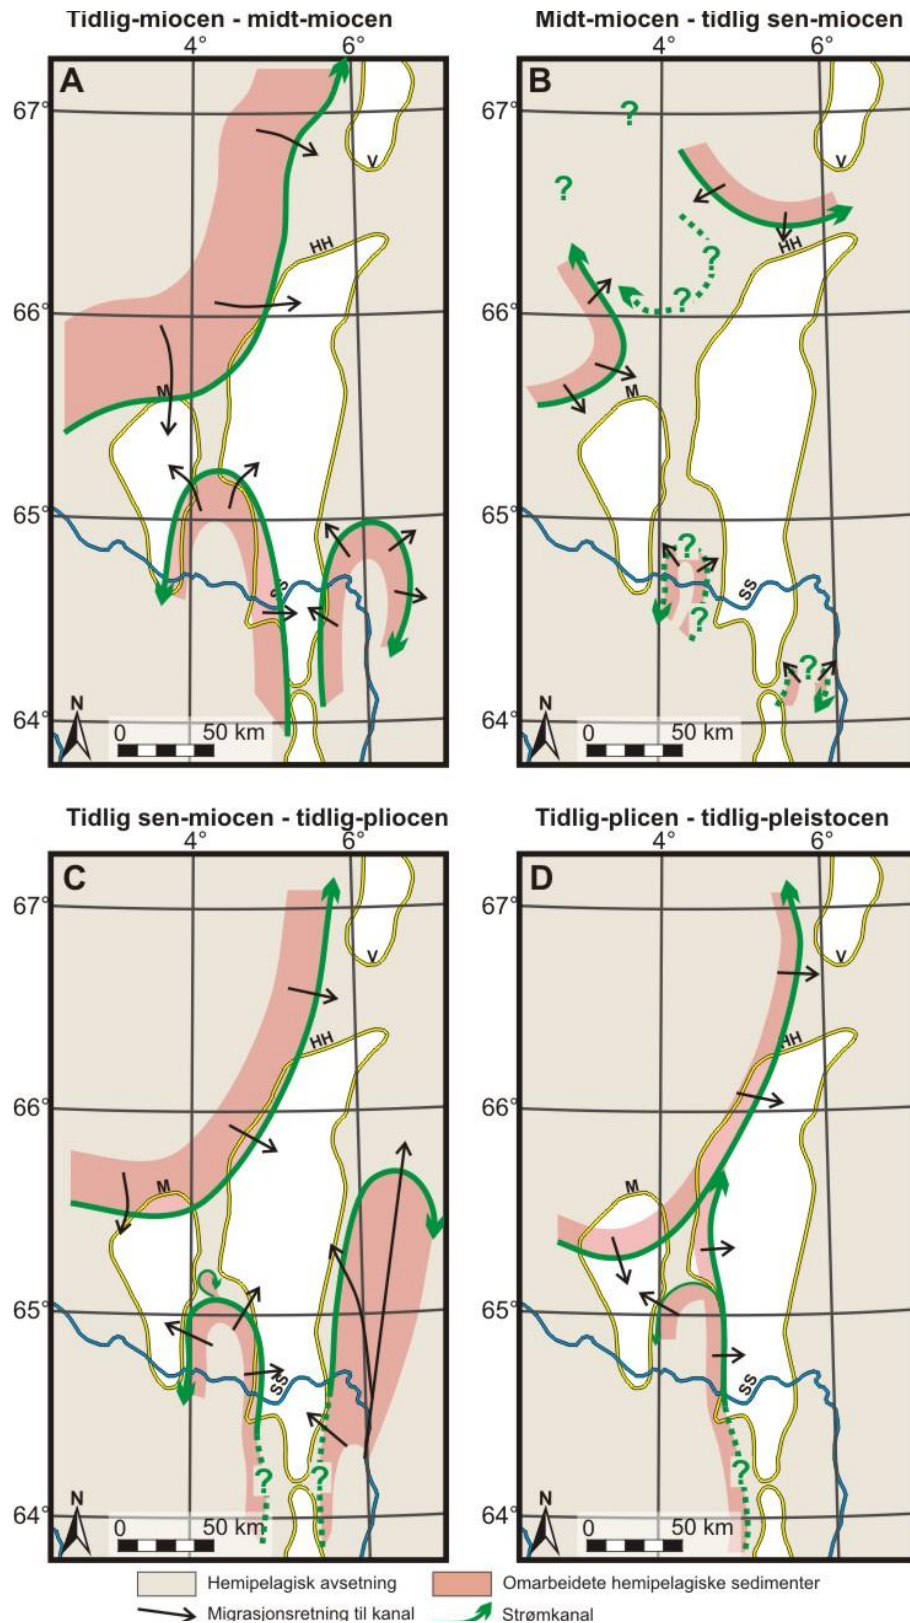 Tidlig-miocen - midt-miocen
4° 6°
A
67°
V
HH
66°
M
65°
SS
64°
N
0 50 km
Midt-miocen - tidlig sen-miocen
4° 6°
B
67°
?
V
?
HH
?
?
66°
M
65°
?
SS
?
?
64°
N
0 50 km
Tidlig sen-miocen - tidlig-pliocen
4° 6°
C
67°
V
HH
66°
M
65°
SS
? ?
64°
N
0 50 km
Tidlig-plicen - tidlig-pleistocen
4° 6°
D
67°
V
HH
66°
M
65°
SS
?
64°
N
0 50 km
Hemipelagisk avsetning
Omarbeidete hemipelagiske sedimenter
Migrasjonsretning til kanal
Strømkanal